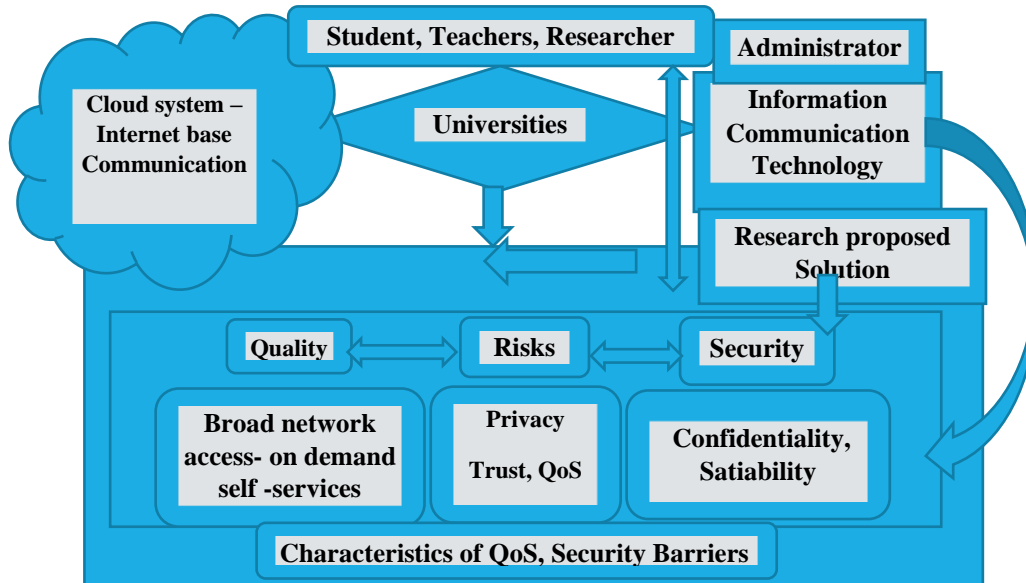 Student, Teachers, Researcher
Administrator
Cloud system –
Internet base
Communication
Universities
Information
Communication
Technology
Research proposed
Solution
Quality
Risks
Security
Broad network
access- on demand
self -services
Privacy
Trust, QoS
Confidentiality,
Satiability
Characteristics of QoS, Security Barriers